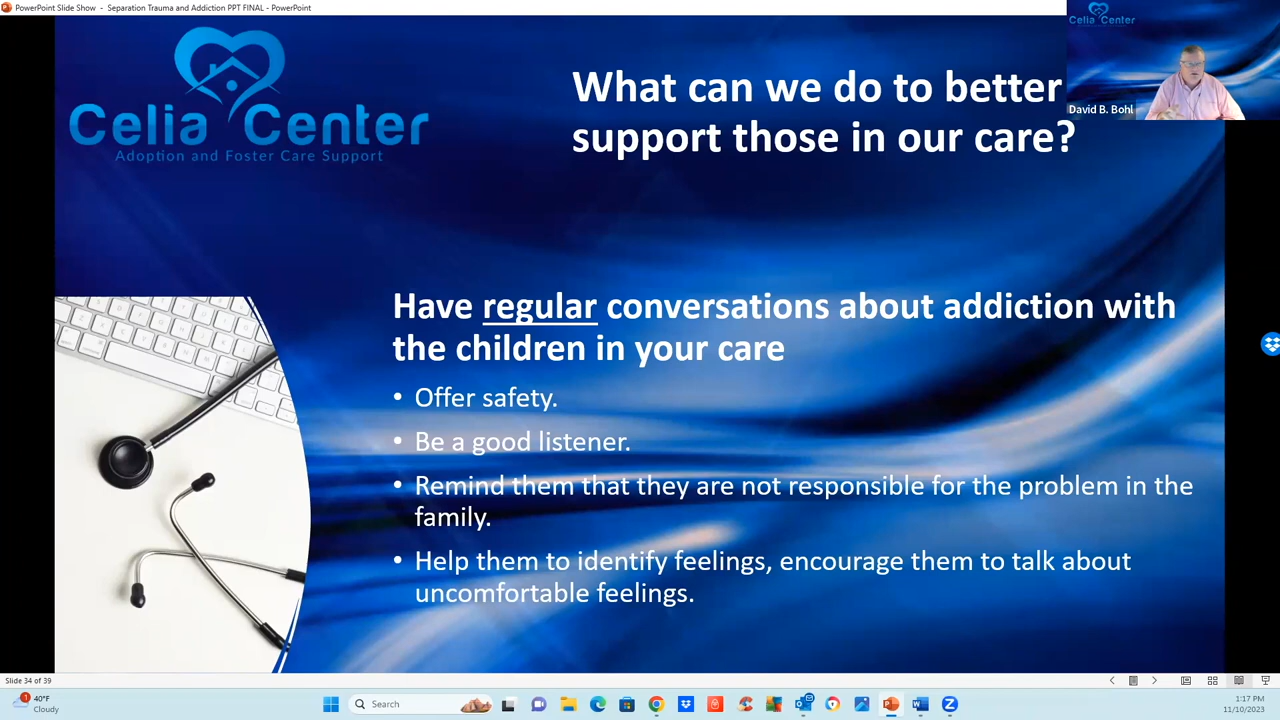 PowerPoint Slide Show - Separation Trauma and Addiction PPT FINAL - PowerPoint
Celia Center
David B. Bohl
Celia Center
Adoption and Foster Care Support
What can we do to better
support those in our care?
Have regular conversations about addiction with
the children in your care
• Offer safety.
• Be a good listener.
• Remind them that they are not responsible for the problem in the
family.
• Help them to identify feelings, encourage them to talk about
uncomfortable feelings.
Slide 34 of 39
1
40°F
Cloudy
Search
1:17 PM
11/10/2023